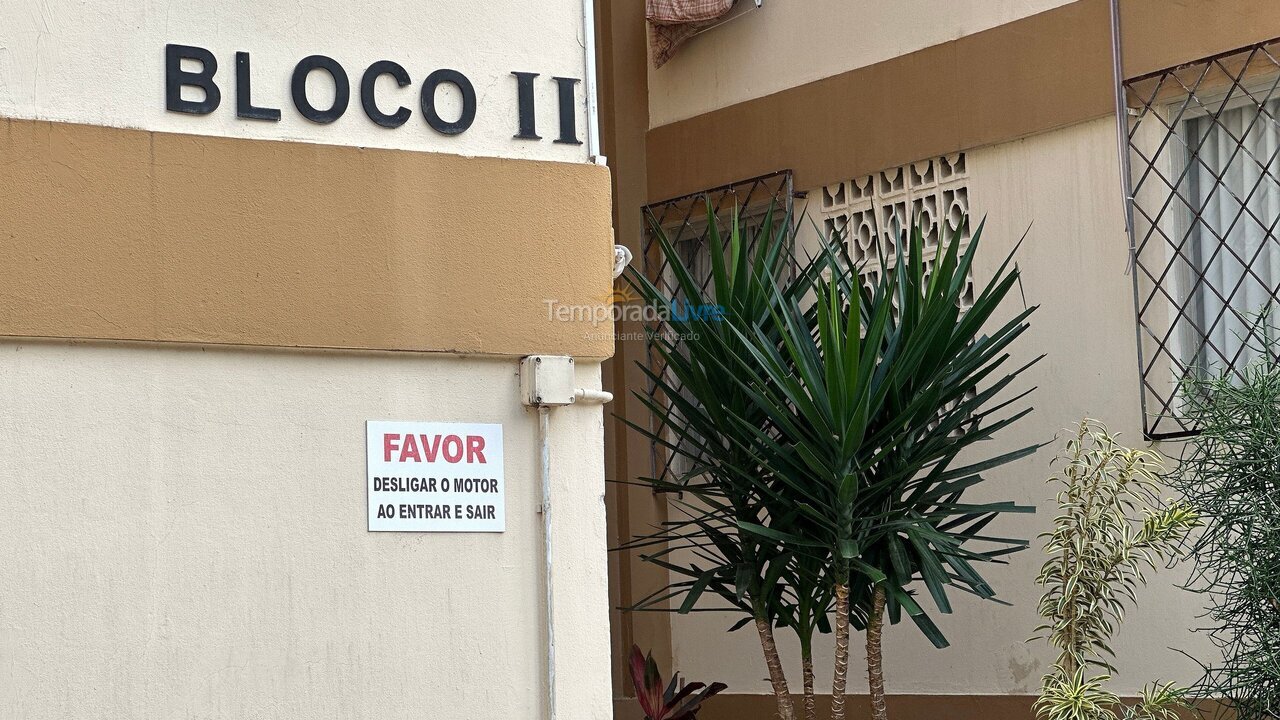 BLOCO II
TemporadaLivre
Anunciante Verificado
FAVOR
DESLIGAR O MOTOR
AO ENTRAR E SAIR